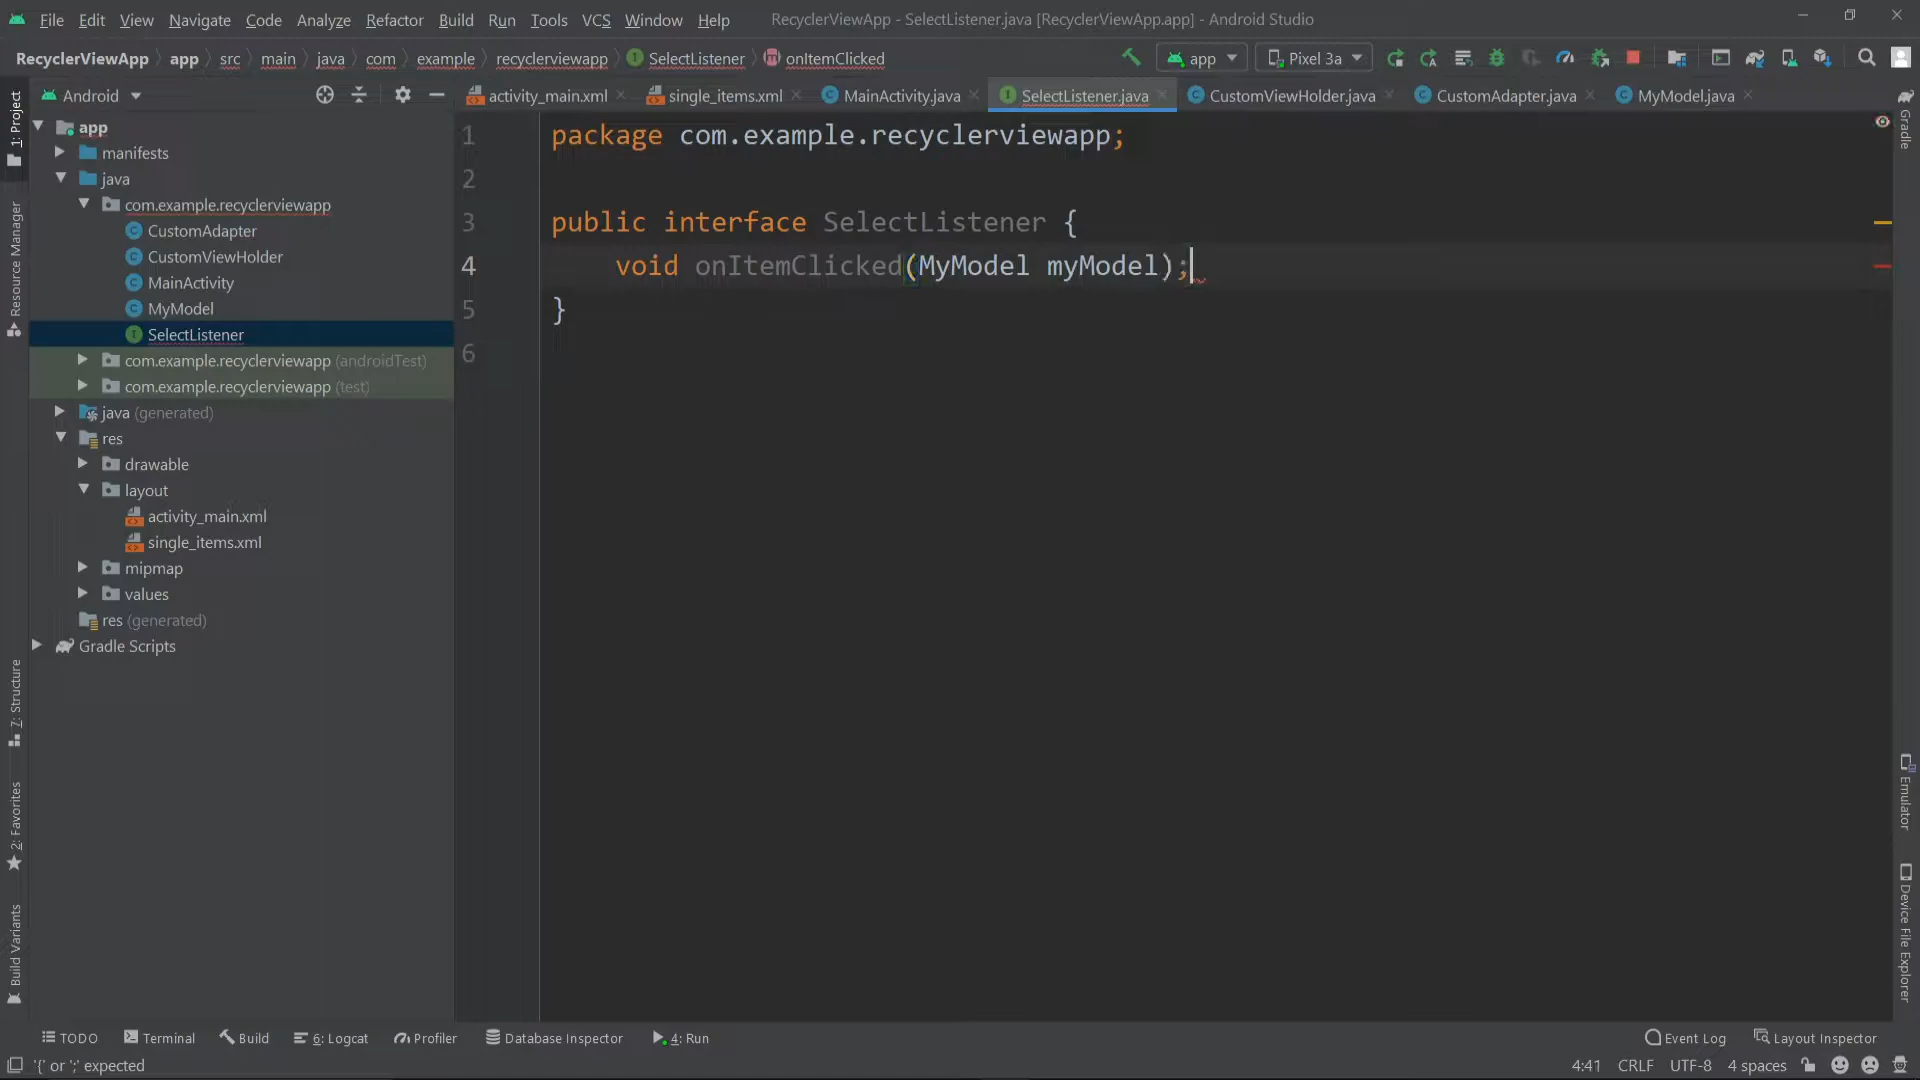 File Edit View Navigate Code Analyze Refactor Build Run Tools VCS Window Help RecyclerViewApp - SelectListener.java [RecyclerViewApp.app] - Android Studio
RecyclerViewApp app src main java com example recyclerviewapp SelectListener onItemClicked app Pixel 3a
Android activity_main.xml single_items.xml MainActivity.java SelectListener.java CustomViewHolder.java CustomAdapter.java MyModel.java
1: Project
Resource Manager
7: Structure
2: Favorites
Build Variants
app
manifests
java
com.example.recyclerviewapp
CustomAdapter
CustomViewHolder
MainActivity
MyModel
SelectListener
com.example.recyclerviewapp (androidTest)
com.example.recyclerviewapp (test)
java (generated)
res
drawable
layout
activity_main.xml
single_items.xml
mipmap
values
res (generated)
Gradle Scripts
1 package com.example.recyclerviewapp;
2
3 public interface SelectListener {
4 void onItemClicked(MyModel myModel);
5 }
6
Gradle
Emulator
Device File Explorer
TODO Terminal Build 6: Logcat Profiler Database Inspector 4: Run Event Log Layout Inspector
'{' or ';' expected 4:41 CRLF UTF-8 4 spaces